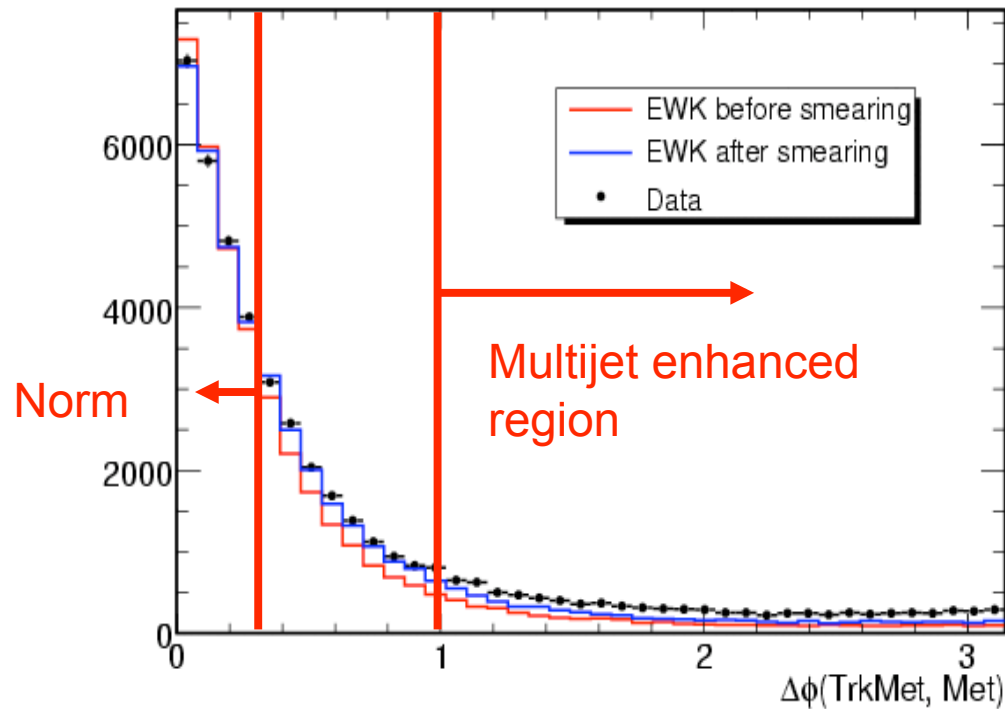 EWK before smearing
EWK after smearing
Data
6000
4000
Multijet enhanced
region
Norm
2000
0
0 1 2 3
Δϕ(TrkMet, Met)